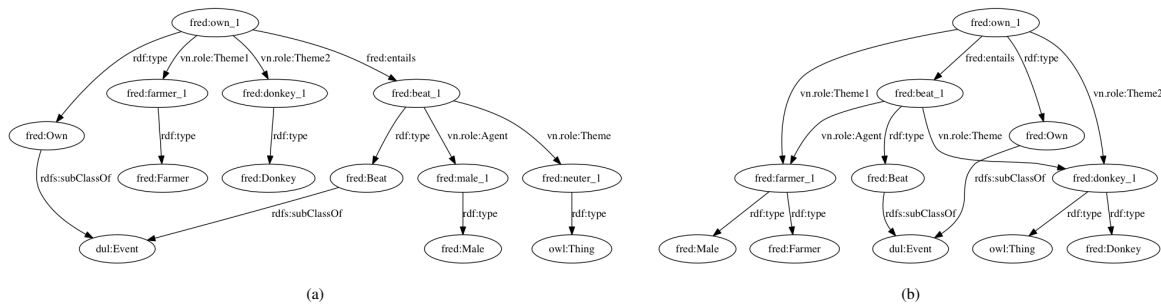 fred:own_1
rdf:type
vn.role:Theme1
vn.role:Theme2
fred:entails
fred:farmer_1
fred:donkey_1
fred:beat_1
fred:Own
rdf:type
rdf:type
rdf:type
vn.role:Agent
vn.role:Theme
rdfs:subClassOf
fred:Farmer
fred:Donkey
fred:Beat
fred:male_1
fred:neuter_1
rdfs:subClassOf
rdf:type
rdf:type
dul:Event
fred:Male
owl:Thing
(a)
fred:own_1
fred:entails
rdf:type
vn.role:Theme1
fred:beat_1
vn.role:Theme2
vn.role:Agent
rdf:type
vn.role:Theme
fred:Own
fred:farmer_1
fred:Beat
rdfs:subClassOf
fred:donkey_1
rdf:type
rdf:type
rdfs:subClassOf
rdf:type
rdf:type
fred:Male
fred:Farmer
dul:Event
owl:Thing
fred:Donkey
(b)